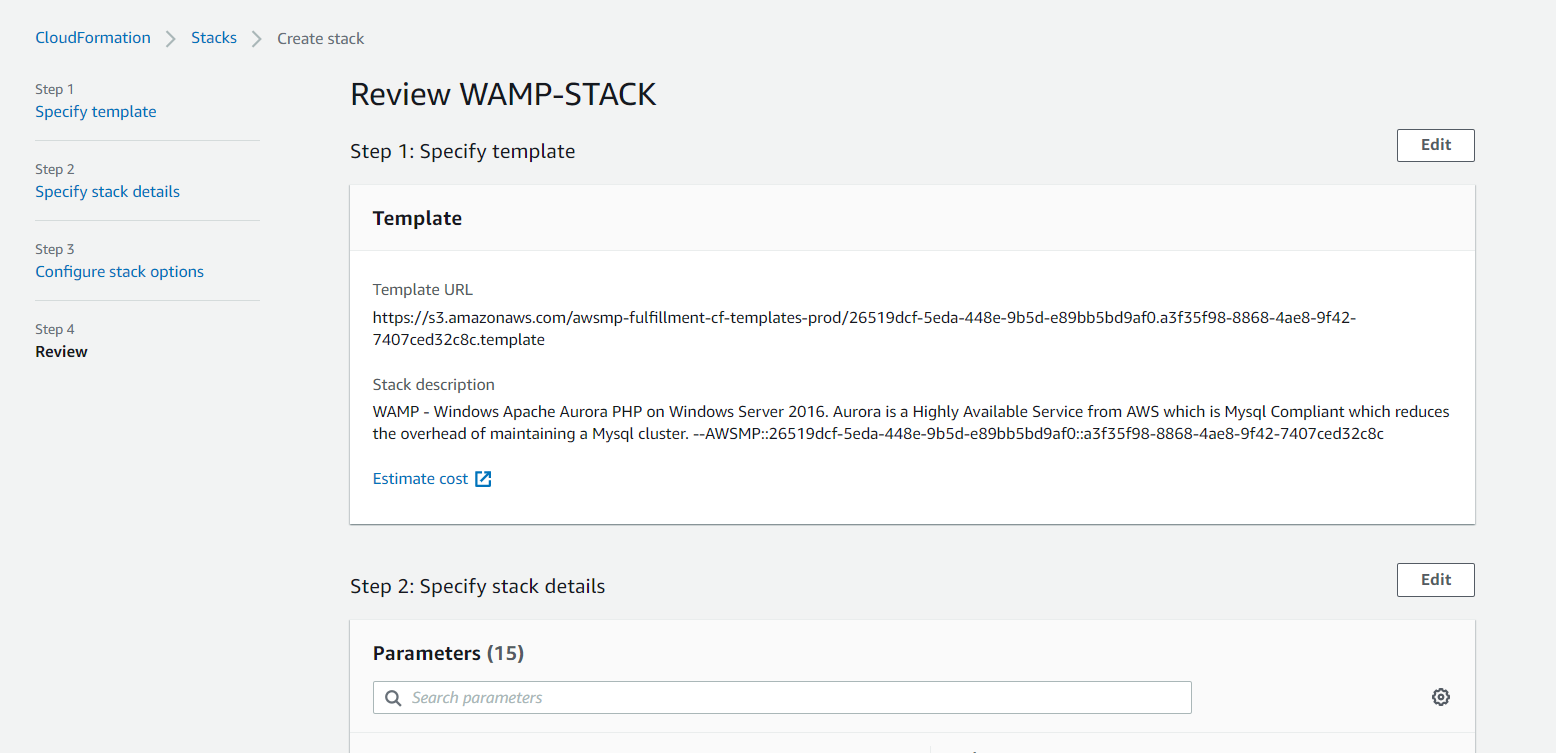 CloudFormation > Stacks > Create stack
Step 1
Specify template
Step 2
Specify stack details
Step 3
Configure stack options
Step 4
Review
Review WAMP-STACK
Step 1: Specify template
Edit
Template
Template URL
https://s3.amazonaws.com/awsmp-fulfillment-cf-templates-prod/26519dcf-5eda-448e-9b5d-e89bb5bd9af0.a3f35f98-8868-4ae8-9f42-
7407ced32c8c.template
Stack description
WAMP - Windows Apache Aurora PHP on Windows Server 2016. Aurora is a Highly Available Service from AWS which is Mysql Compliant which reduces
the overhead of maintaining a Mysql cluster. --AWSMP::26519dcf-5eda-448e-9b5d-e89bb5bd9af0::a3f35f98-8868-4ae8-9f42-7407ced32c8c
Estimate cost
Step 2: Specify stack details
Edit
Parameters (15)
Search parameters